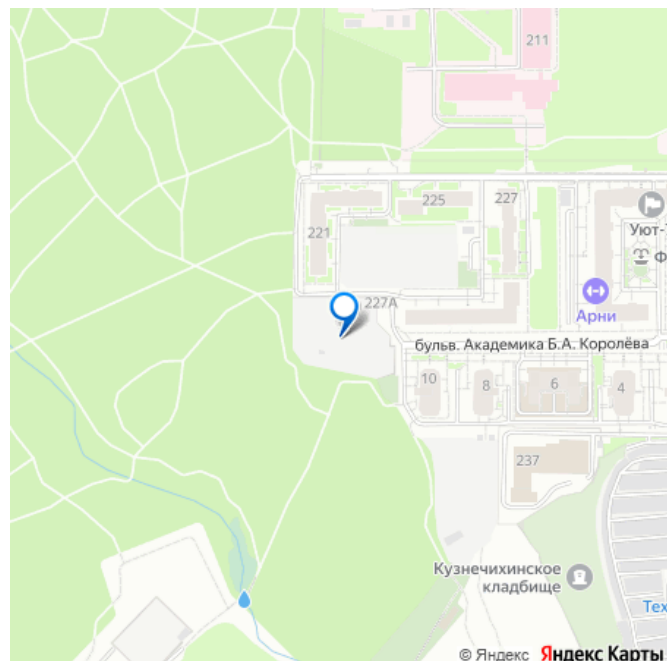 211
225
227
221
Уют-
Ф
227А
Арни
бульв. Академика Б.А. Королёва
10
8
6
4
237
Кузнечихинское
кладбище
Тех
© Яндекс Яндекс Карты